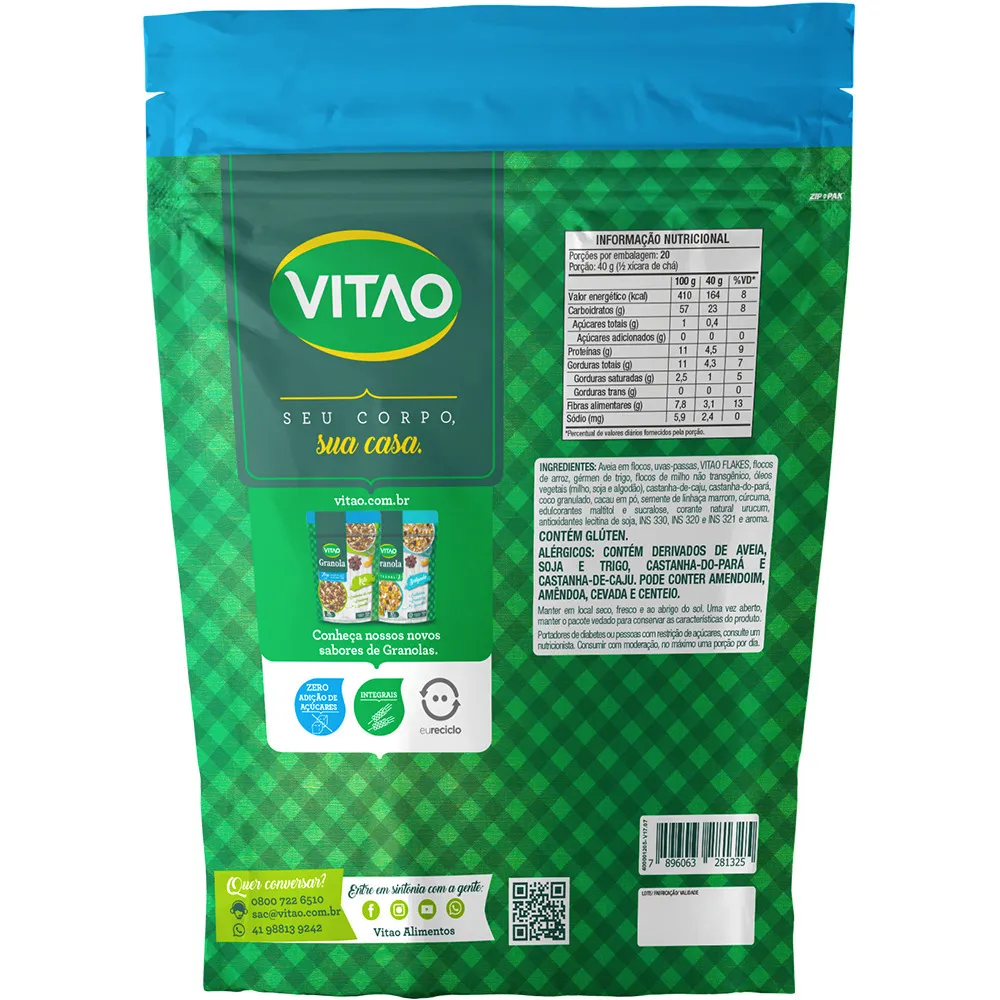 ZIP-PAK
VITAO
SEU CORPO,
sua casa.
vitao.com.br
VITAO
Granola
VITAO
ranola
Conheça nossos novos
sabores de Granolas.
ZERO
ADIÇÃO DE
AÇÚCARES
INTEGRAIS
eureciclo
INFORMAÇÃO NUTRICIONAL
Porções por embalagem: 20
Porção: 40 g (½ xícara de chá)
100 g 40 g %VD*
Valor energético (kcal) 410 164 8
Carboidratos (g) 57 23 8
Açúcares totais (g) 1 0,4
Açúcares adicionados (g) 0 0 0
Proteínas (g) 11 4,5 9
Gorduras totais (g) 11 4,3 7
Gorduras saturadas (g) 2,5 1 5
Gorduras trans (g) 0 0 0
Fibras alimentares (g) 7,8 3,1 13
Sódio (mg) 5,9 2,4 0
*Percentual de valores diários fornecidos pela porção.
INGREDIENTES: Aveia em flocos, uvas-passas, VITAO FLAKES, flocos
de arroz, gérmen de trigo, flocos de milho não transgênico, óleos
vegetais (milho, soja e algodão), castanha-de-caju, castanha-do-pará,
coco granulado, cacau em pó, semente de linhaça marrom, cúrcuma,
edulcorantes maltitol e sucralose, corante natural urucum,
antioxidantes lecitina de soja, INS 330, INS 320 e INS 321 e aroma.
CONTÉM GLÚTEN.
ALÉRGICOS: CONTÉM DERIVADOS DE AVEIA,
SOJA E TRIGO, CASTANHA-DO-PARÁ E
CASTANHA-DE-CAJU. PODE CONTER AMENDOIM,
AMÊNDOA, CEVADA E CENTEIO.
Manter em local seco, fresco e ao abrigo do sol. Uma vez aberto,
manter o pacote vedado para conservar as características do produto.
Portadores de diabetes ou pessoas com restrição de açúcares, consulte um
nutricionista. Consumir com moderação, no máximo uma porção por dia.
40000120S-V17.07
7 896063 281325
LOTE/ FABRICAÇÃO/ VALIDADE
Quer conversar?
0800 722 6510
sac@vitao.com.br
41 98813 9242
Entre em sintonia com a gente:
Vitao Alimentos